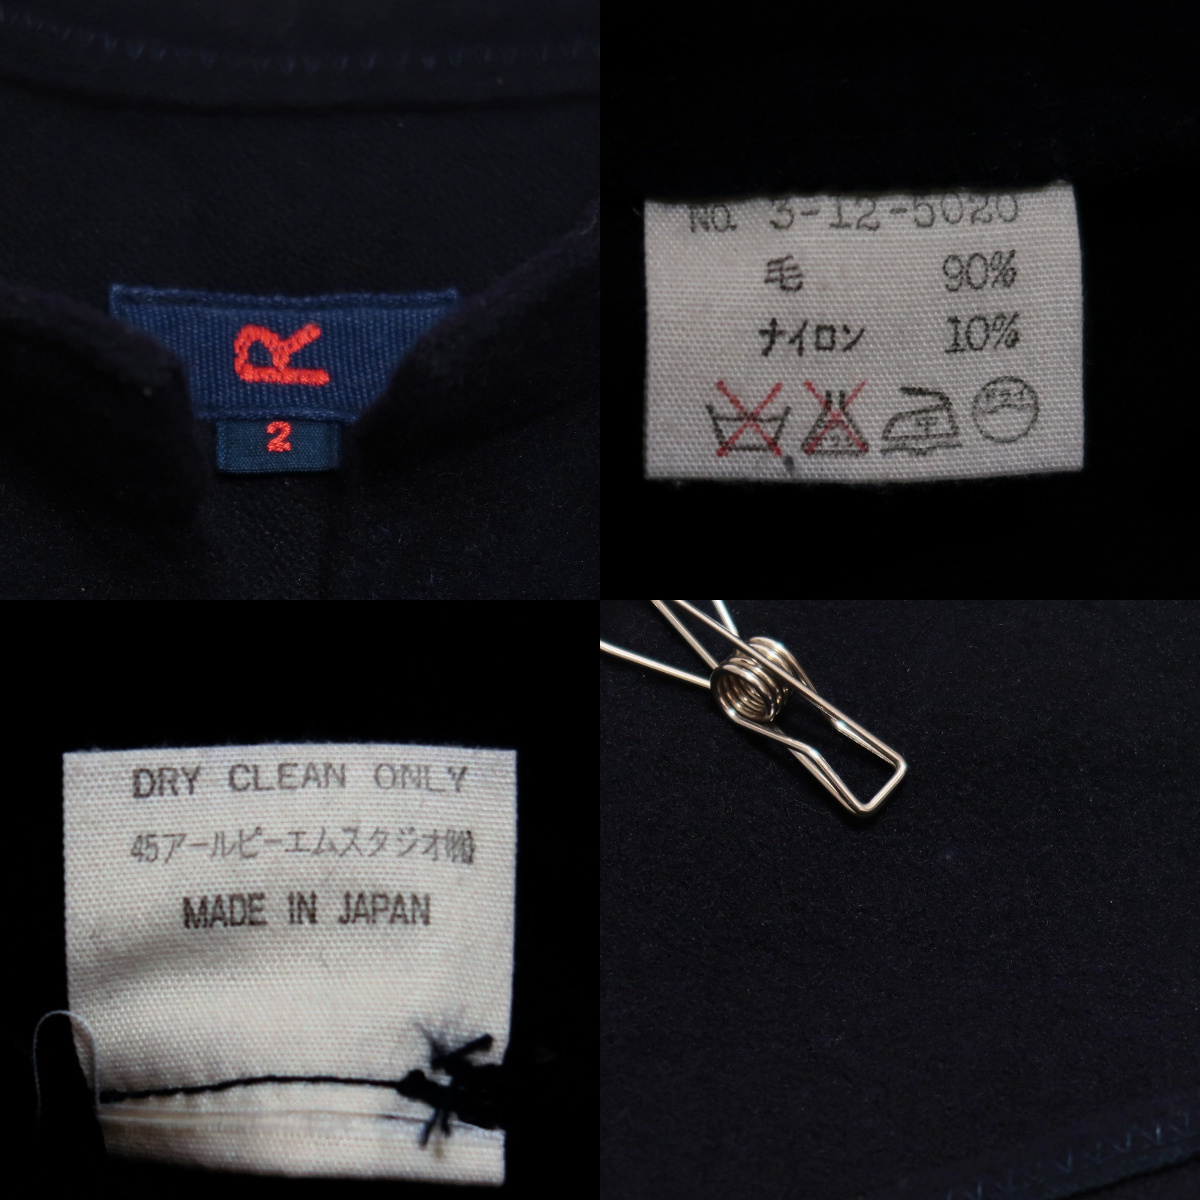 R
2
No. 3-12-5020
毛 90%
ナイロン 10%
中
DRY CLEAN ONLY
45アールピーエムスタジオ㈱
MADE IN JAPAN